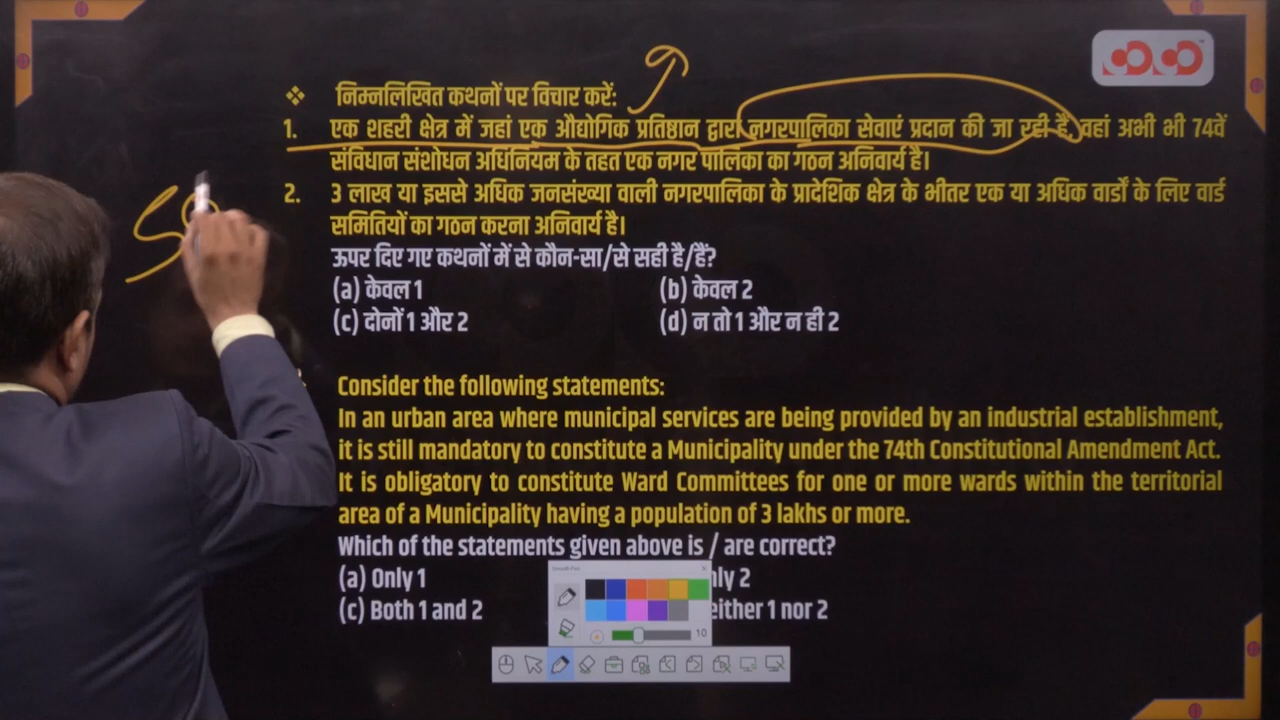 ❖ निम्नलिखित कथनों पर विचार करें:
1. एक शहरी क्षेत्र में जहां एक औद्योगिक प्रतिष्ठान द्वारा नगरपालिका सेवाएं प्रदान की जा रही है, वहां अभी भी 74वें
संविधान संशोधन अधिनियम के तहत एक नगर पालिका का गठन अनिवार्य है।
2. 3 लाख या इससे अधिक जनसंख्या वाली नगरपालिका के प्रादेशिक क्षेत्र के भीतर एक या अधिक वार्डों के लिए वार्ड
समितियों का गठन करना अनिवार्य है।
ऊपर दिए गए कथनों में से कौन-सा/से सही है/हैं?
(a) केवल 1 (b) केवल 2
(c) दोनों 1 और 2 (d) न तो 1 और न ही 2
Consider the following statements:
In an urban area where municipal services are being provided by an industrial establishment,
it is still mandatory to constitute a Municipality under the 74th Constitutional Amendment Act.
It is obligatory to constitute Ward Committees for one or more wards within the territorial
area of a Municipality having a population of 3 lakhs or more.
Which of the statements given above is / are correct?
(a) Only 1 nly 2
(c) Both 1 and 2 either 1 nor 2
10